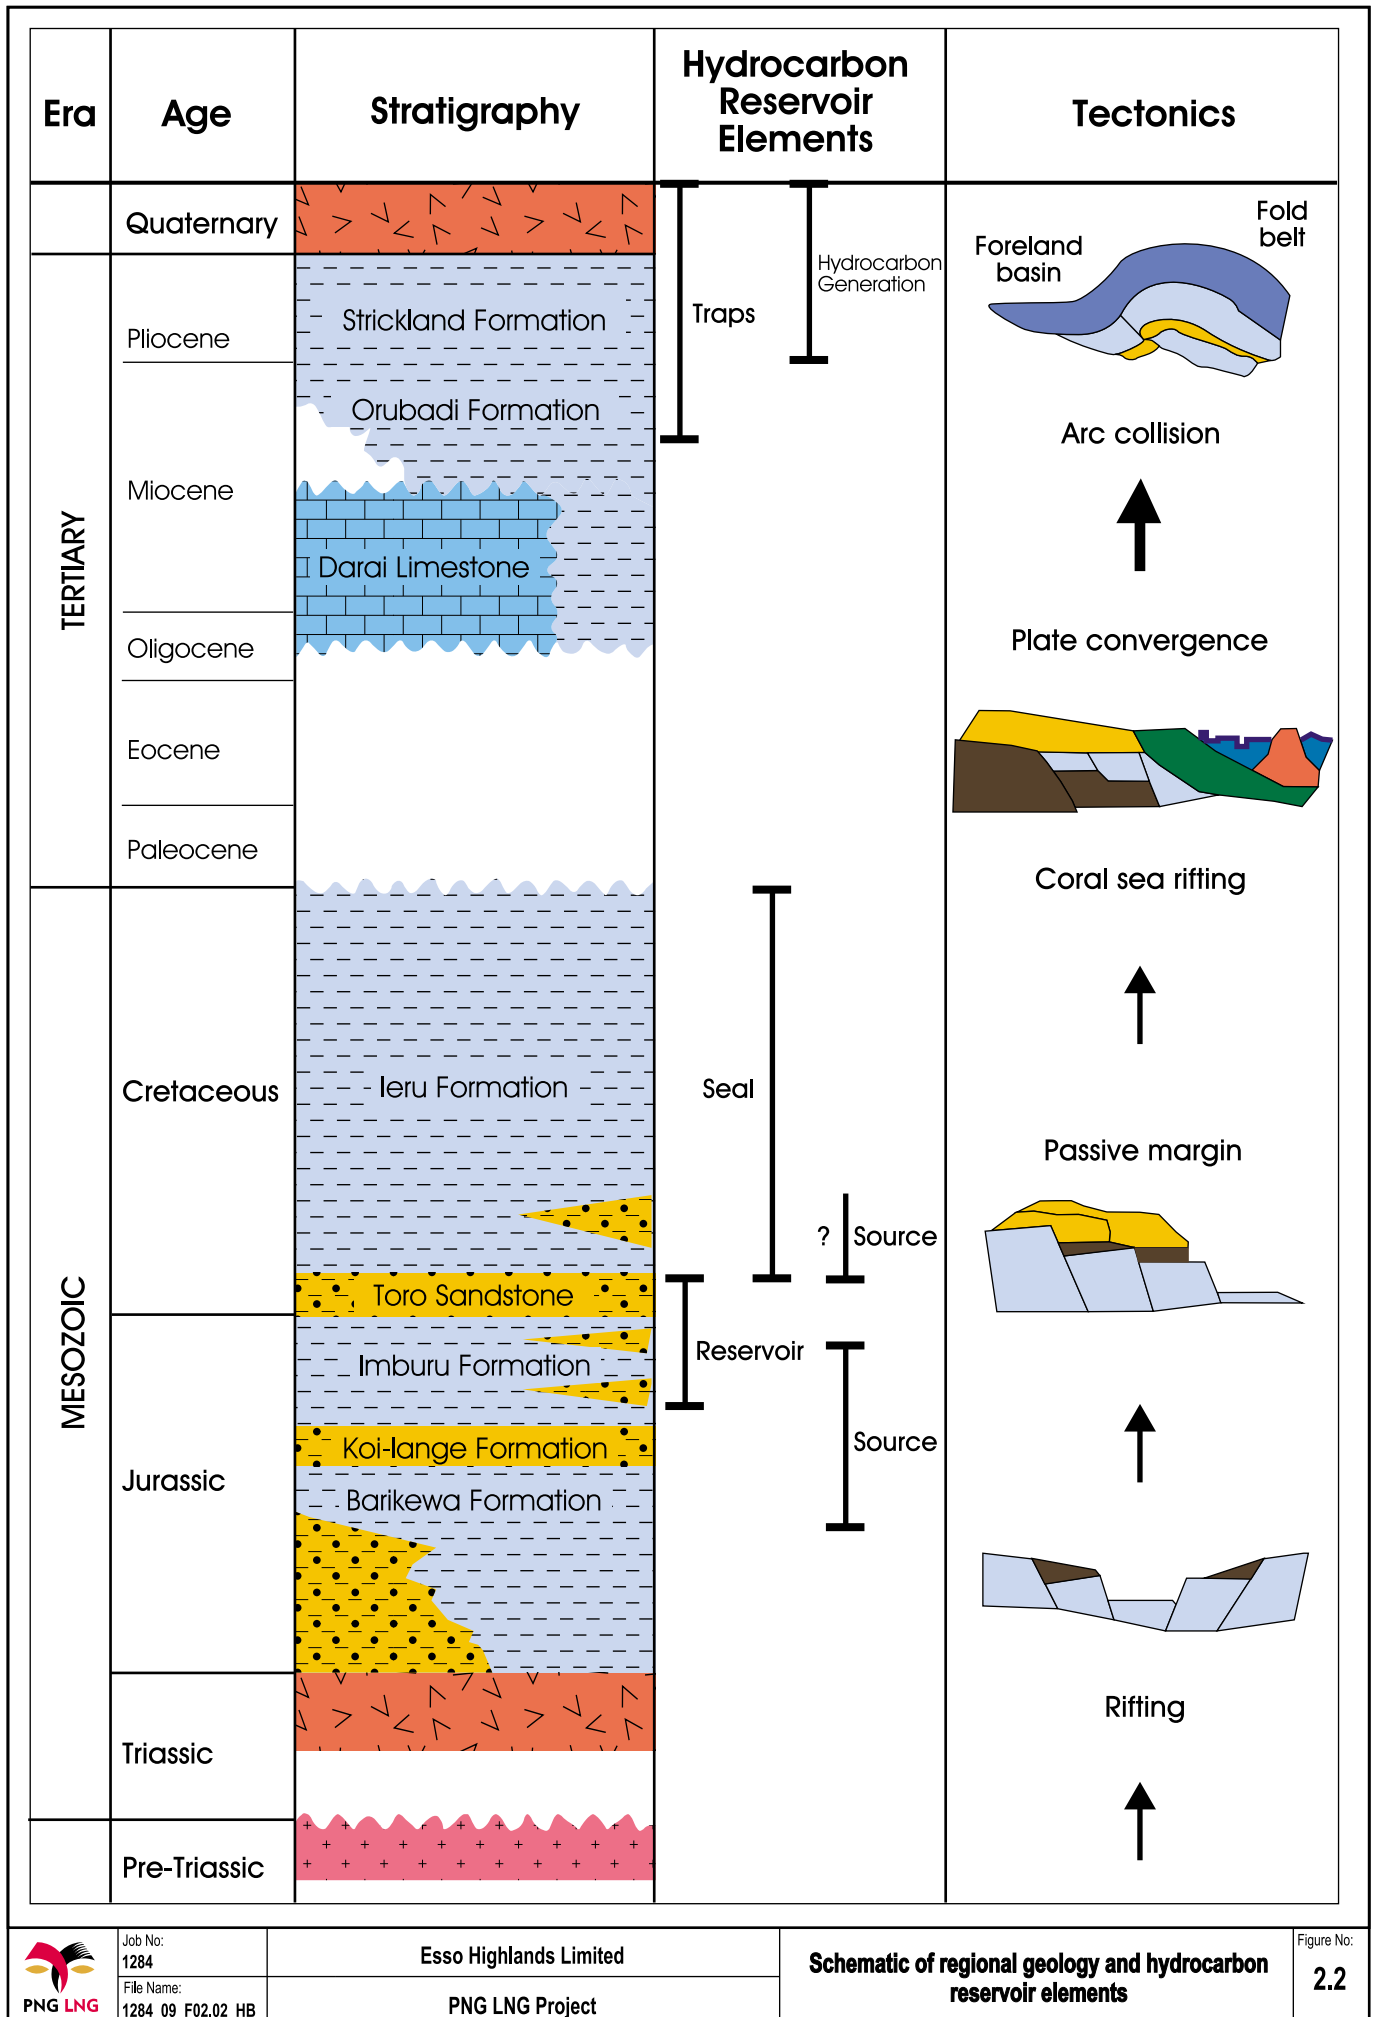 Era
Age
Stratigraphy
Hydrocarbon
Reservoir
Elements
Tectonics
Quaternary
Pliocene
Miocene
Oligocene
Eocene
Paleocene
TERTIARY
Cretaceous
Jurassic
Triassic
MESOZOIC
Pre-Triassic
Strickland Formation
Orubadi Formation
Darai Limestone
Ieru Formation
Toro Sandstone
Imburu Formation
Koi-Iange Formation
Barikewa Formation
Traps
Hydrocarbon
Generation
Seal
? Source
Reservoir
Source
Foreland
basin
Fold
belt
Arc collision
Plate convergence
Coral sea rifting
Passive margin
Rifting
PNG LNG
Job No:
1284
File Name:
1284_09_F02.02_HB
Esso Highlands Limited
PNG LNG Project
Schematic of regional geology and hydrocarbon
reservoir elements
Figure No:
2.2